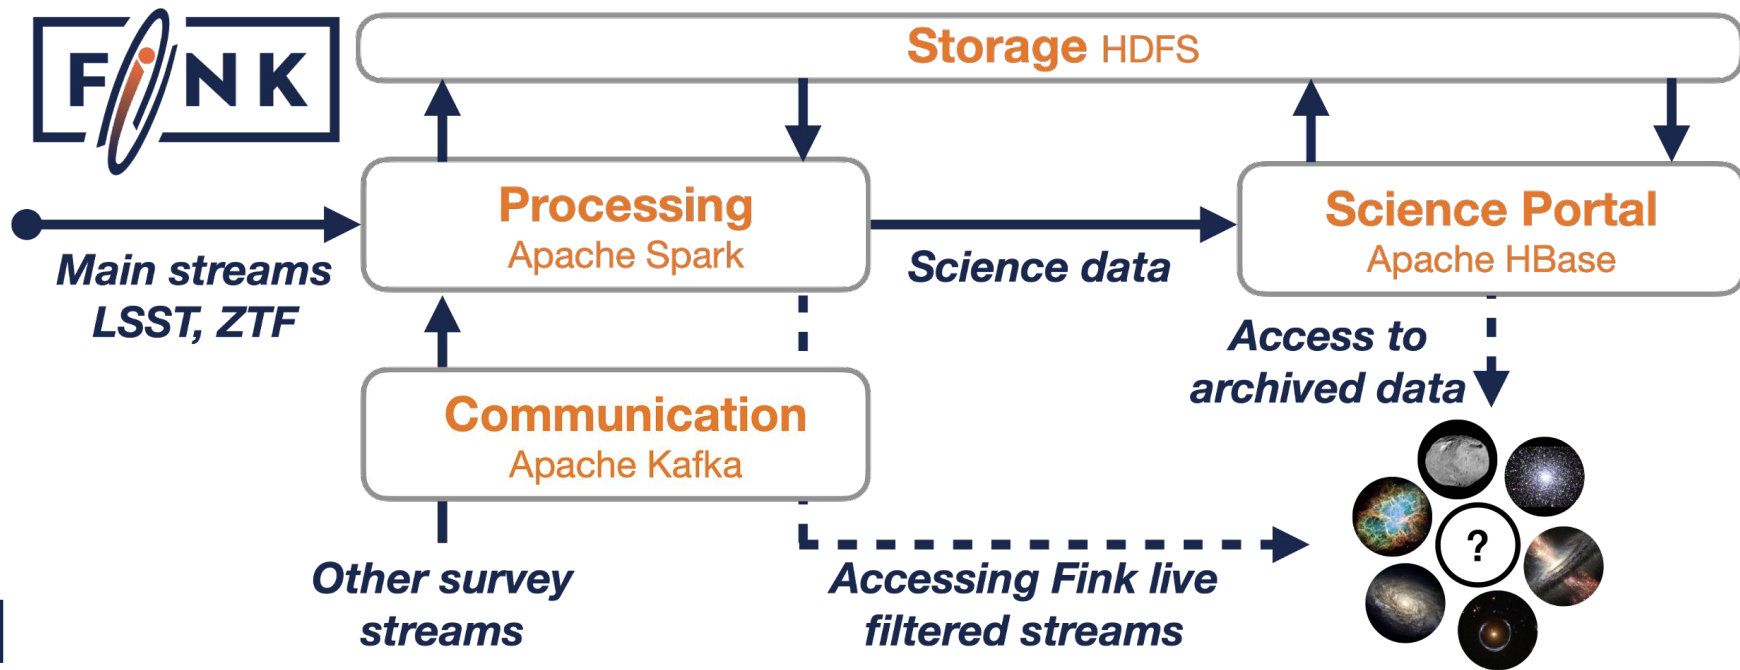 FiNK
Storage HDFS
Processing
Apache Spark
Science Portal
Apache HBase
Main streams
LSST, ZTF
Science data
Access to
archived data
Communication
Apache Kafka
?
Other survey
streams
Accessing Fink live
filtered streams